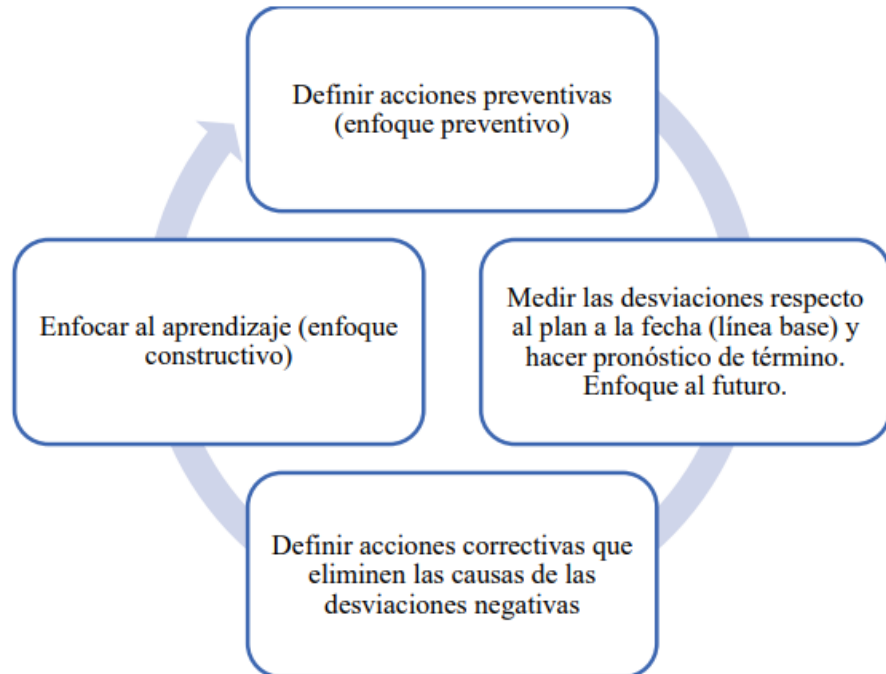 Definir acciones preventivas
(enfoque preventivo)
Medir las desviaciones respecto
al plan a la fecha (línea base) y
hacer pronóstico de término.
Enfoque al futuro.
Definir acciones correctivas que
eliminen las causas de las
desviaciones negativas
Enfocar al aprendizaje (enfoque
constructivo)